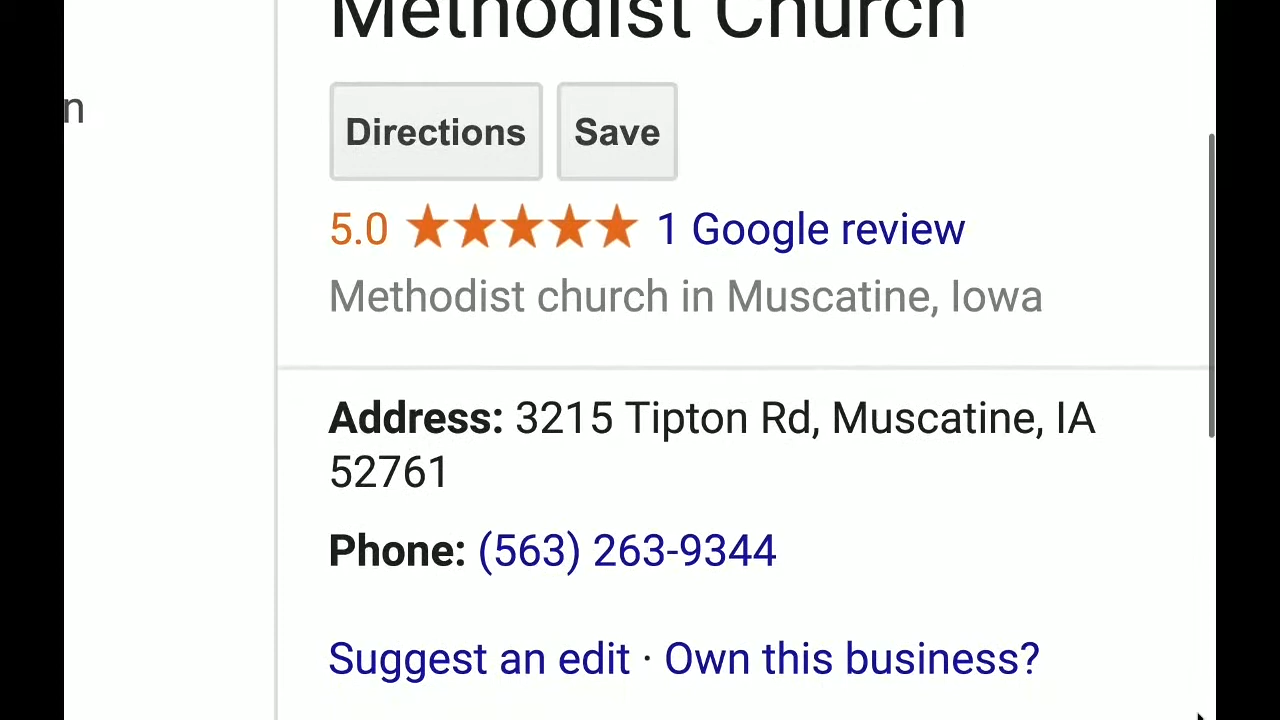 Methodist Church
n
Directions Save
5.0 1 Google review
Methodist church in Muscatine, Iowa
Address: 3215 Tipton Rd, Muscatine, IA
52761
Phone: (563) 263-9344
Suggest an edit · Own this business?